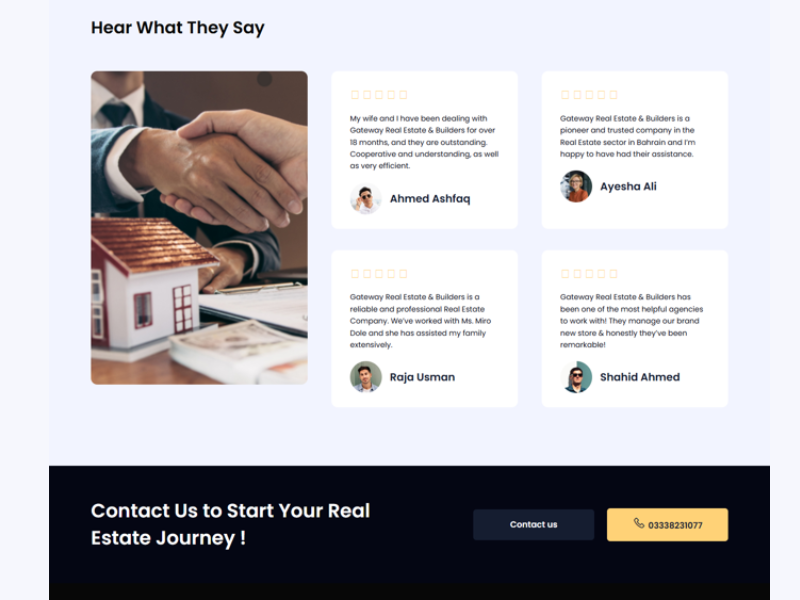 Hear What They Say
My wife and I have been dealing with
Gateway Real Estate & Builders for over
18 months, and they are outstanding.
Cooperative and understanding, as well
as very efficient.
Ahmed Ashfaq
Gateway Real Estate & Builders is a
pioneer and trusted company in the
Real Estate sector in Bahrain and I'm
happy to have had their assistance.
Ayesha Ali
Gateway Real Estate & Builders is a
reliable and professional Real Estate
Company. We've worked with Ms. Miro
Dole and she has assisted my family
extensively.
Raja Usman
Gateway Real Estate & Builders has
been one of the most helpful agencies
to work with! They manage our brand
new store & honestly they've been
remarkable!
Shahid Ahmed
Contact Us to Start Your Real
Estate Journey !
Contact us
03338231077